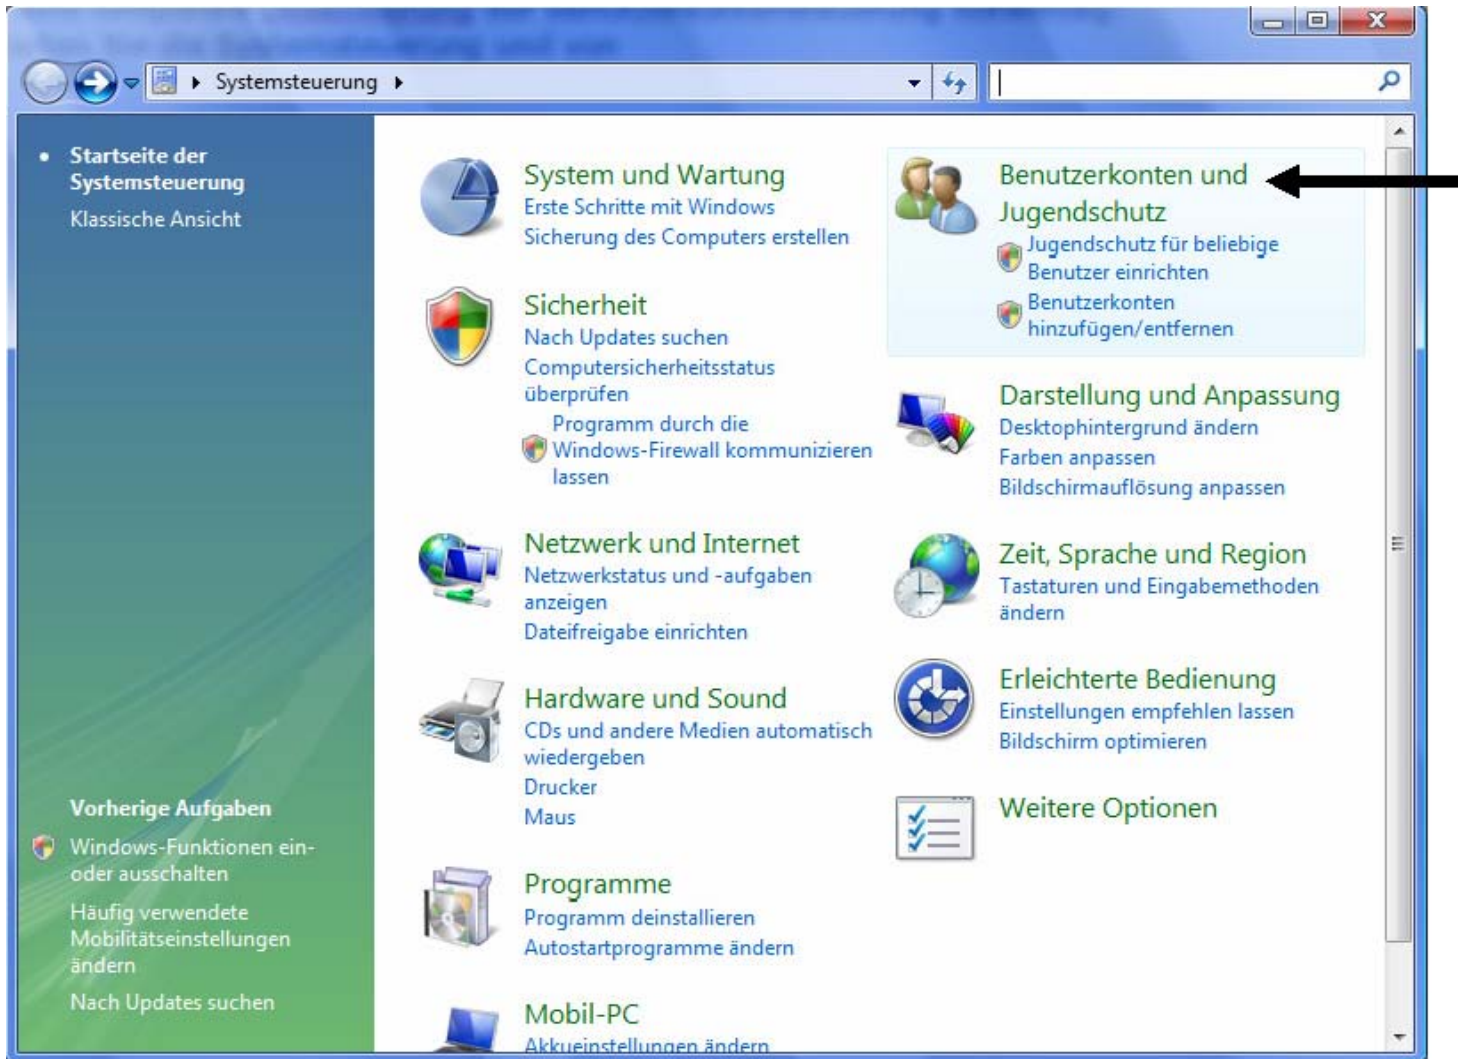 Systemsteuerung
Startseite der
Systemsteuerung
Klassische Ansicht
Vorherige Aufgaben
Windows-Funktionen ein-
oder ausschalten
Häufig verwendete
Mobilitätseinstellungen
ändern
Nach Updates suchen
System und Wartung
Erste Schritte mit Windows
Sicherung des Computers erstellen
Sicherheit
Nach Updates suchen
Computersicherheitsstatus
überprüfen
Programm durch die
Windows-Firewall kommunizieren
lassen
Netzwerk und Internet
Netzwerkstatus und -aufgaben
anzeigen
Dateifreigabe einrichten
Hardware und Sound
CDs und andere Medien automatisch
wiedergeben
Drucker
Maus
Programme
Programm deinstallieren
Autostartprogramme ändern
Mobil-PC
Akkueinstellungen ändern
Benutzerkonten und
Jugendschutz
Jugendschutz für beliebige
Benutzer einrichten
Benutzerkonten
hinzufügen/entfernen
Darstellung und Anpassung
Desktophintergrund ändern
Farben anpassen
Bildschirmauflösung anpassen
Zeit, Sprache und Region
Tastaturen und Eingabemethoden
ändern
Erleichterte Bedienung
Einstellungen empfehlen lassen
Bildschirm optimieren
Weitere Optionen